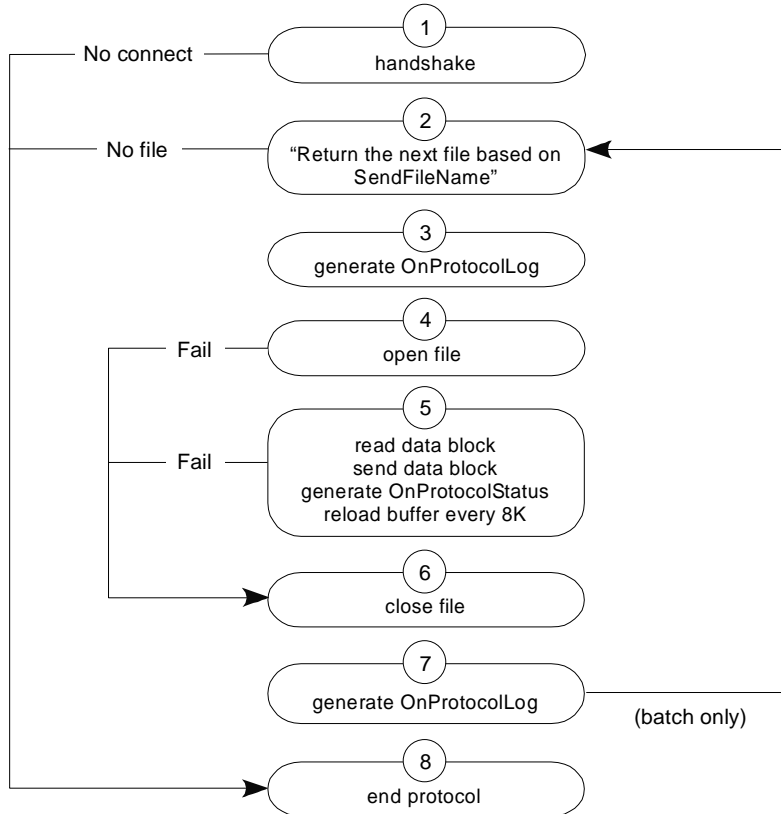 1
No connect
handshake
2
No file
“Return the next file based on
SendFileName”
3
generate OnProtocolLog
4
Fail
open file
5
read data block
Fail
send data block
generate OnProtocolStatus
reload buffer every 8K
6
close file
7
generate OnProtocolLog
(batch only)
8
end protocol